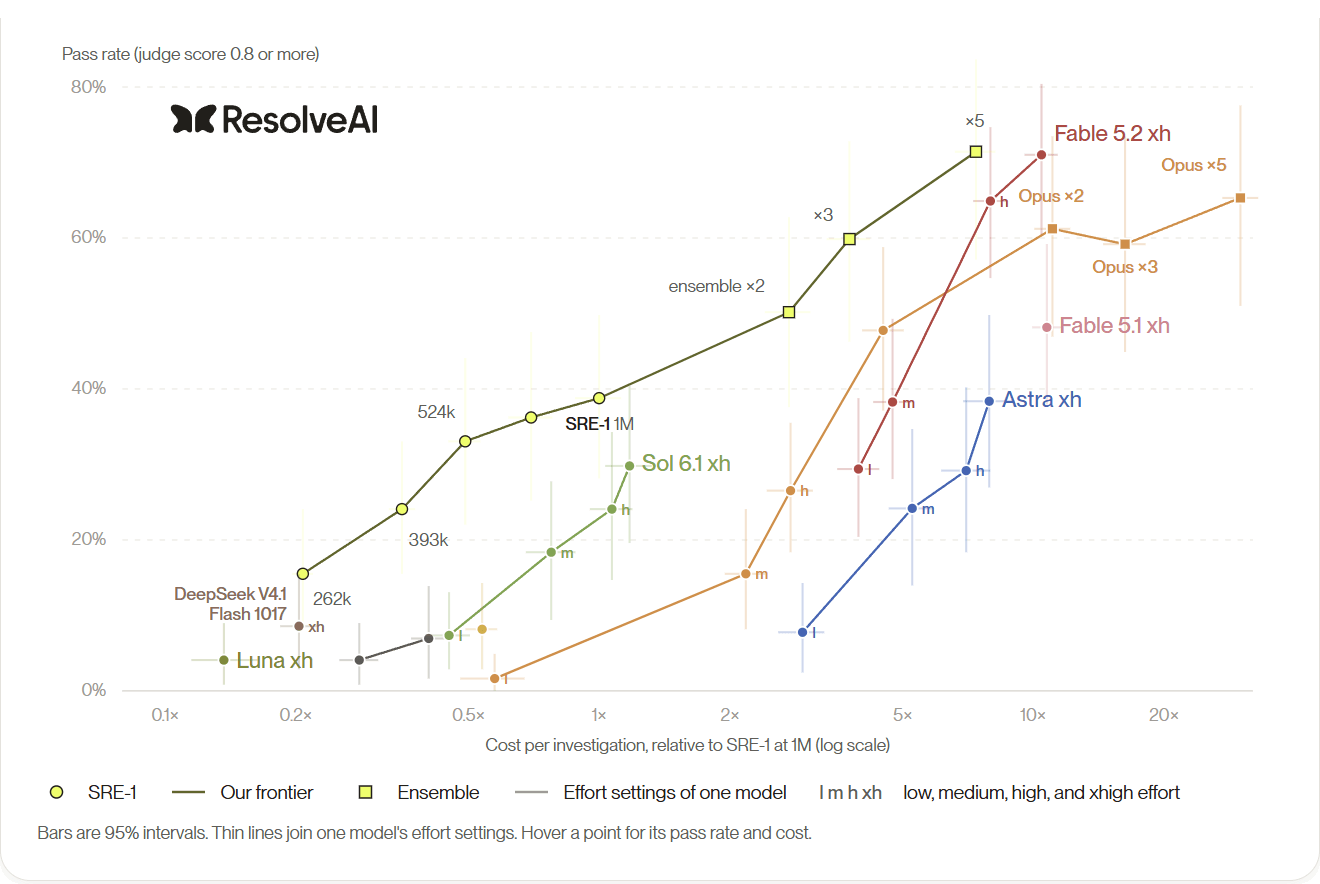 Pass rate (judge score 0.8 or more)
80%
ResolveAI
×5
Fable 5.2 xh
Opus ×5
h
Opus ×2
×3
60%
Opus ×3
ensemble ×2
Fable 5.1 xh
40%
m
Astra xh
524k
SRE-1 1M
Sol 6.1 xh
l
h
h
h
m
20%
393k
m
m
DeepSeek V4.1
Flash 1017
262k
xh
l
l
Luna xh
l
0%
0.1×
0.2×
0.5×
1×
2×
5×
10×
20×
Cost per investigation, relative to SRE-1 at 1M (log scale)
SRE-1
Our frontier
Ensemble
Effort settings of one model
l m h xh
low, medium, high, and xhigh effort
Bars are 95% intervals. Thin lines join one model's effort settings. Hover a point for its pass rate and cost.